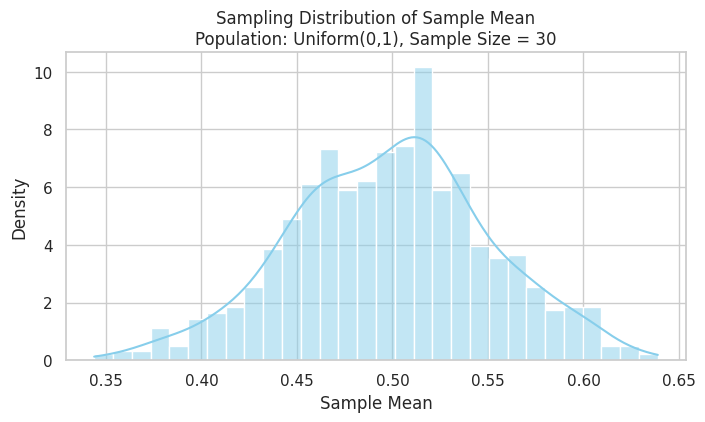 Sampling Distribution of Sample Mean
Population: Uniform(0,1), Sample Size = 30
Density
10
8
6
4
2
0
0.35 0.40 0.45 0.50 0.55 0.60 0.65
Sample Mean